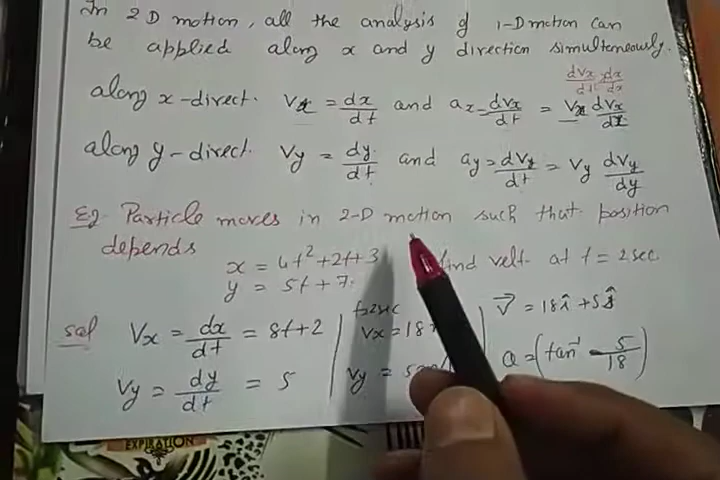 In 2D motion, all the analysis of 1-D motion can
be applied along x and y direction simultaneously.
along x-direct. Vx = dx/dt and ax = dVx/dt = Vx dVx/dx
dVx/dt dx/dx
along y-direct. Vy = dy/dt and ay = dVy/dt = Vy dVy/dy
Eg Particle moves in 2-D motion such that position
depends
x = 4t² + 2t + 3 find velt. at t = 2sec
y = 5t + 7.
sol Vx = dx/dt = 8t+2
Vy = dy/dt = 5
t=2sec
Vx = 18
Vy = 5
V⃗ = 18î + 5ĵ
= (tan⁻¹ 5/18)
EXPIRATION